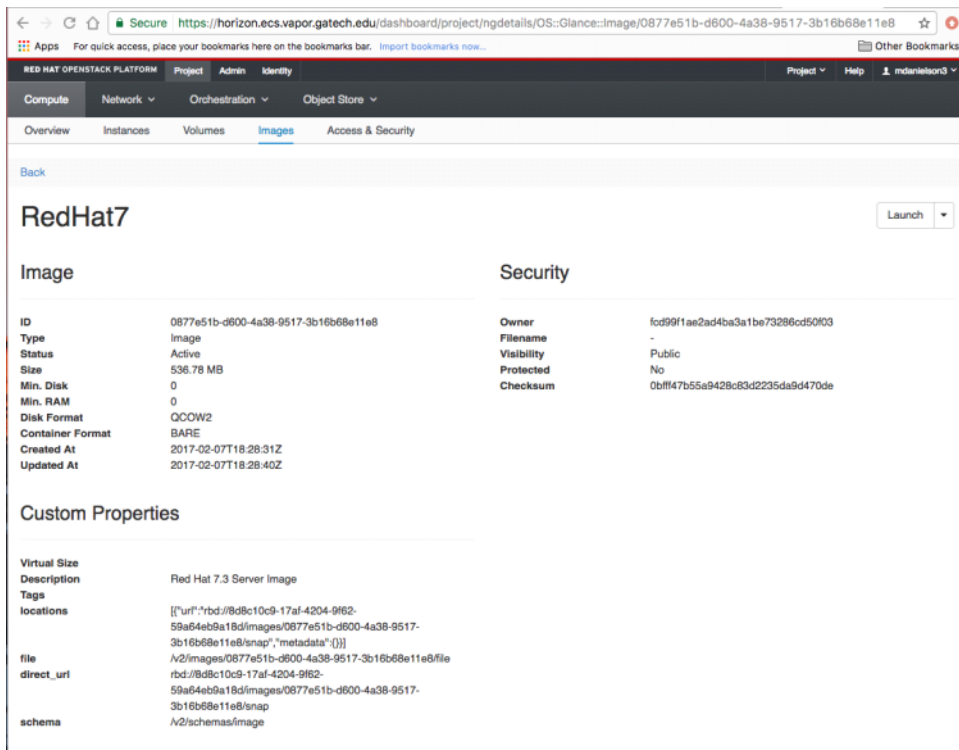 Secure https://horizon.ecs.vapor.gatech.edu/dashboard/project/ngdetails/OS::Glance::Image/0877e51b-d600-4a38-9517-3b16b68e11e8
Apps For quick access, place your bookmarks here on the bookmarks bar. Import bookmarks now... Other Bookmarks
RED HAT OPENSTACK PLATFORM Project Admin Identity Project Help mdanielson3
Compute Network Orchestration Object Store
Overview Instances Volumes Images Access & Security
Back
RedHat7 Launch
Image
ID 0877e51b-d600-4a38-9517-3b16b68e11e8
Type Image
Status Active
Size 536.78 MB
Min. Disk 0
Min. RAM 0
Disk Format QCOW2
Container Format BARE
Created At 2017-02-07T18:28:31Z
Updated At 2017-02-07T18:28:40Z
Security
Owner fcd99f1ae2ad4ba3a1be73286cd50f03
Filename -
Visibility Public
Protected No
Checksum 0bfff47b55a9428c83d2235da9d470de
Custom Properties
Virtual Size
Description Red Hat 7.3 Server Image
Tags
locations [{"url":"rbd://8d8c10c9-17af-4204-9f62-
59a64eb9a18d/images/0877e51b-d600-4a38-9517-
3b16b68e11e8/snap","metadata":{}}]
file /v2/images/0877e51b-d600-4a38-9517-3b16b68e11e8/file
direct_url rbd://8d8c10c9-17af-4204-9f62-
59a64eb9a18d/images/0877e51b-d600-4a38-9517-
3b16b68e11e8/snap
schema /v2/schemas/image